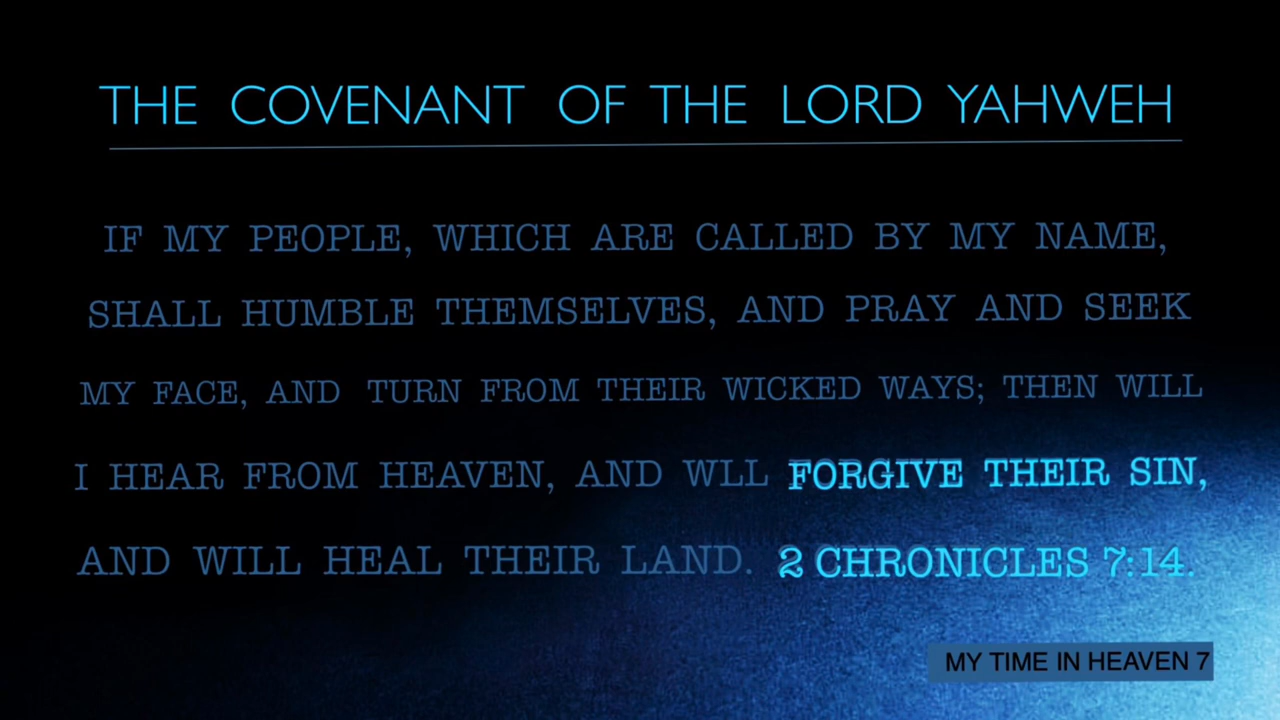 THE COVENANT OF THE LORD YAHWEH
IF MY PEOPLE, WHICH ARE CALLED BY MY NAME,
SHALL HUMBLE THEMSELVES, AND PRAY AND SEEK
MY FACE, AND TURN FROM THEIR WICKED WAYS; THEN WILL
I HEAR FROM HEAVEN, AND WLL FORGIVE THEIR SIN,
AND WILL HEAL THEIR LAND. 2 CHRONICLES 7:14.
MY TIME IN HEAVEN 7